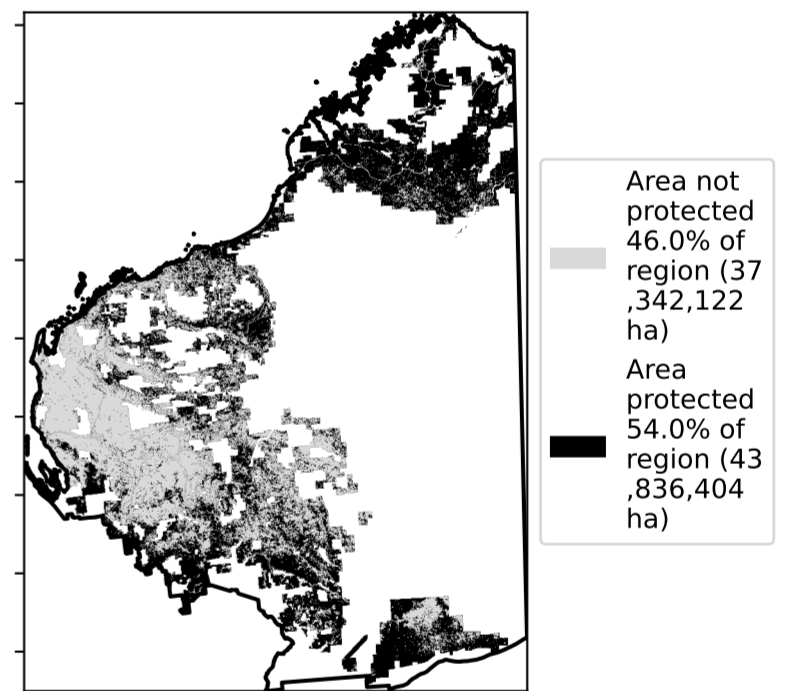 Area not
protected
46.0% of
region (37
,342,122
ha)
Area
protected
54.0% of
region (43
,836,404
ha)